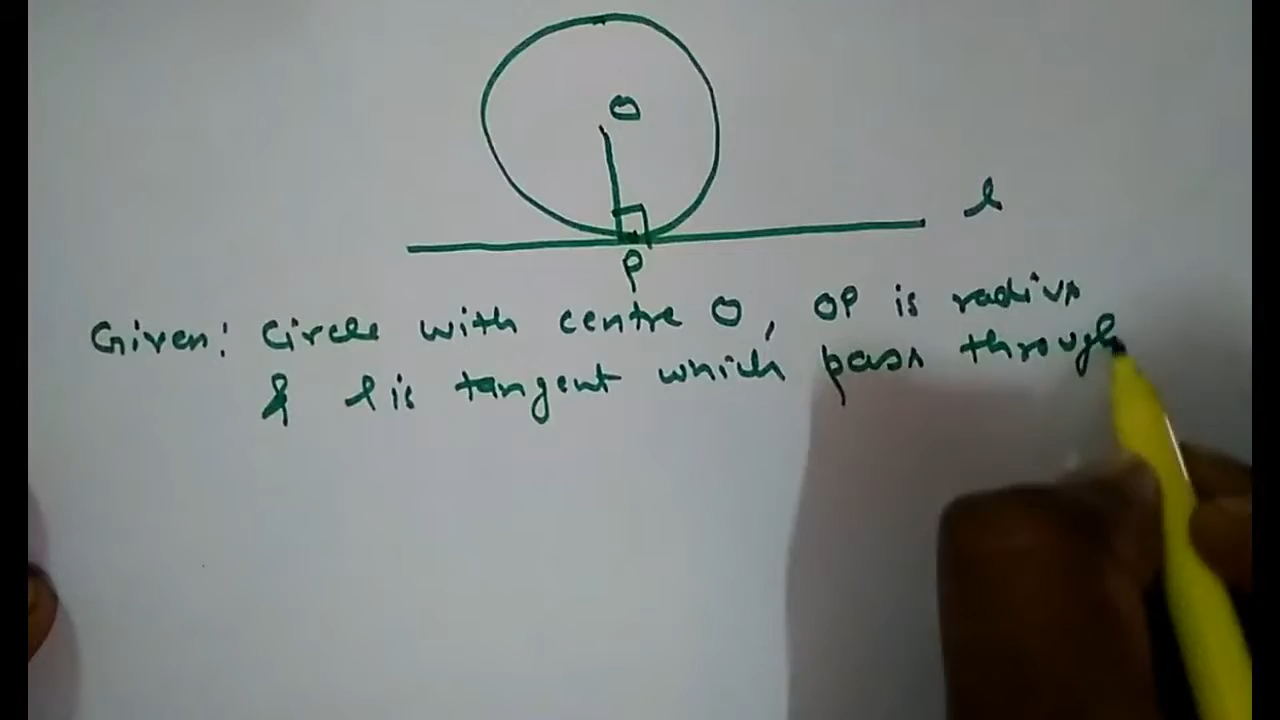 O
l
P
Given: Circle with centre O, OP is radius
& l is tangent which pass through